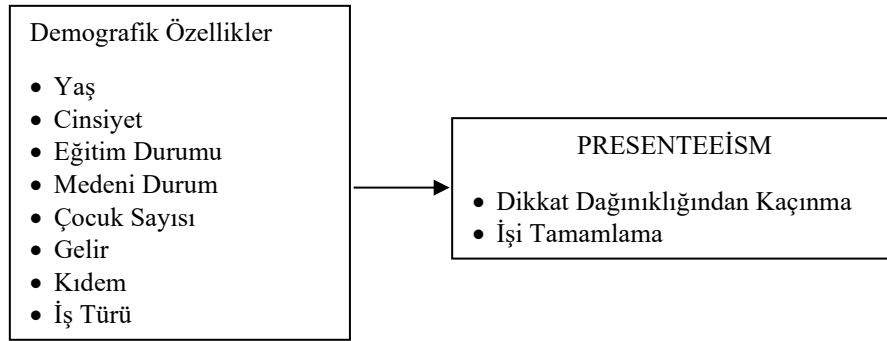 Demografik Özellikler
• Yaş
• Cinsiyet
• Eğitim Durumu
• Medeni Durum
• Çocuk Sayısı
• Gelir
• Kıdem
• İş Türü
PRESENTEEİSM
• Dikkat Dağınıklığından Kaçınma
• İşi Tamamlama